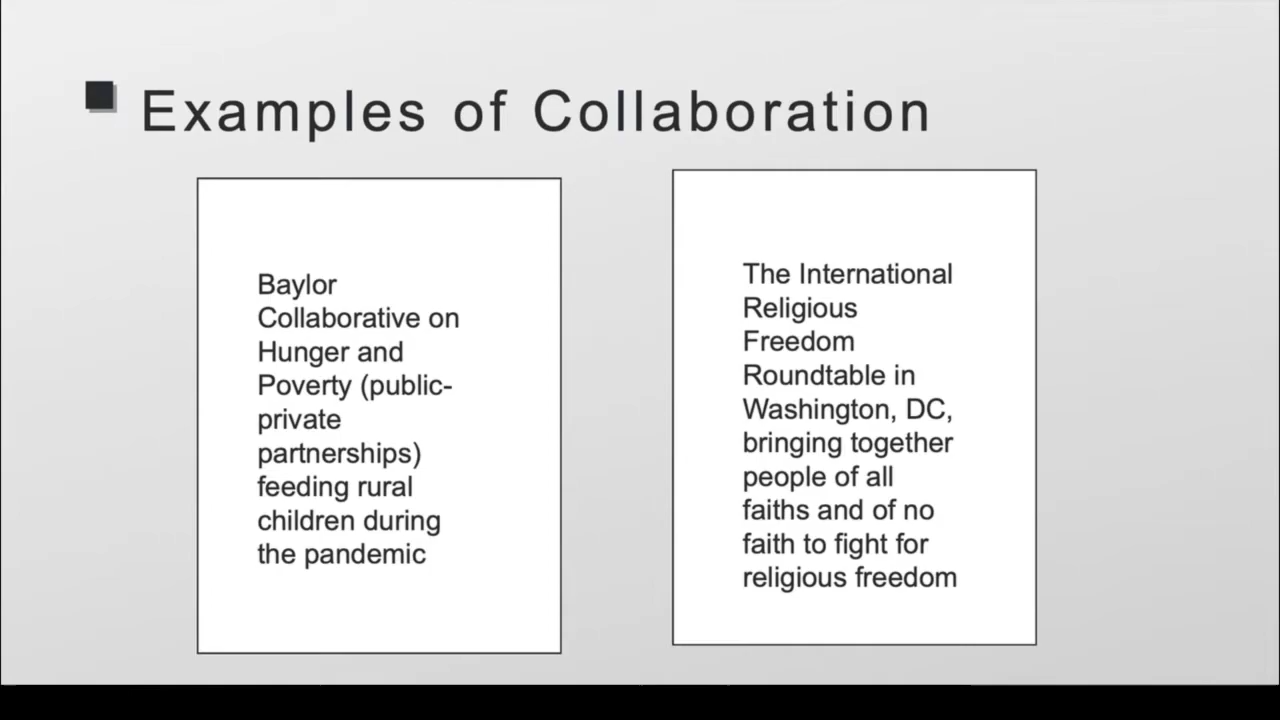 Examples of Collaboration
Baylor
Collaborative on
Hunger and
Poverty (public-
private
partnerships)
feeding rural
children during
the pandemic
The International
Religious
Freedom
Roundtable in
Washington, DC,
bringing together
people of all
faiths and of no
faith to fight for
religious freedom